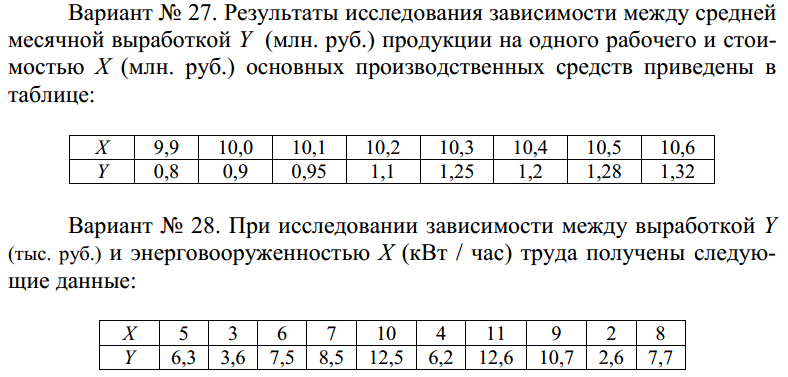 Вариант № 27. Результаты исследования зависимости между средней
месячной выработкой Y (млн. руб.) продукции на одного рабочего и стои-
мостью X (млн. руб.) основных производственных средств приведены в
таблице:
X 9,9 10,0 10,1 10,2 10,3 10,4 10,5 10,6
Y 0,8 0,9 0,95 1,1 1,25 1,2 1,28 1,32
Вариант № 28. При исследовании зависимости между выработкой Y
(тыс. руб.) и энерговооруженностью X (кВт / час) труда получены следую-
щие данные:
X 5 3 6 7 10 4 11 9 2 8
Y 6,3 3,6 7,5 8,5 12,5 6,2 12,6 10,7 2,6 7,7